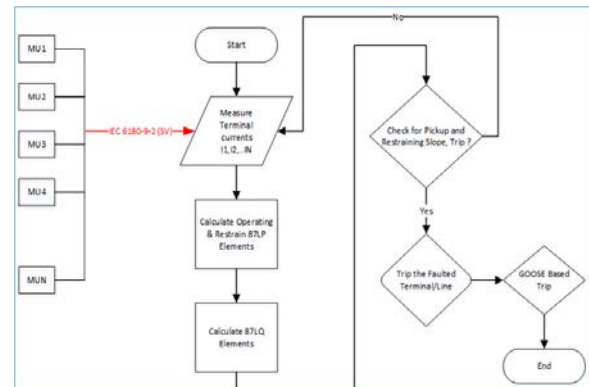 MU1
MU2
MU3
MU4
MUN
IEC 6180-9-2 (SV)
Start
Measure
Terminal
currents
I1,I2,...IN
Calculate Operating
& Restrain 87LP
Elements
Calculate 87LQ
Elements
No
Check for Pickup and
Restraining Slope, Trip ?
Yes
Trip the Faulted
Terminal/Line
GOOSE Based
Trip
End